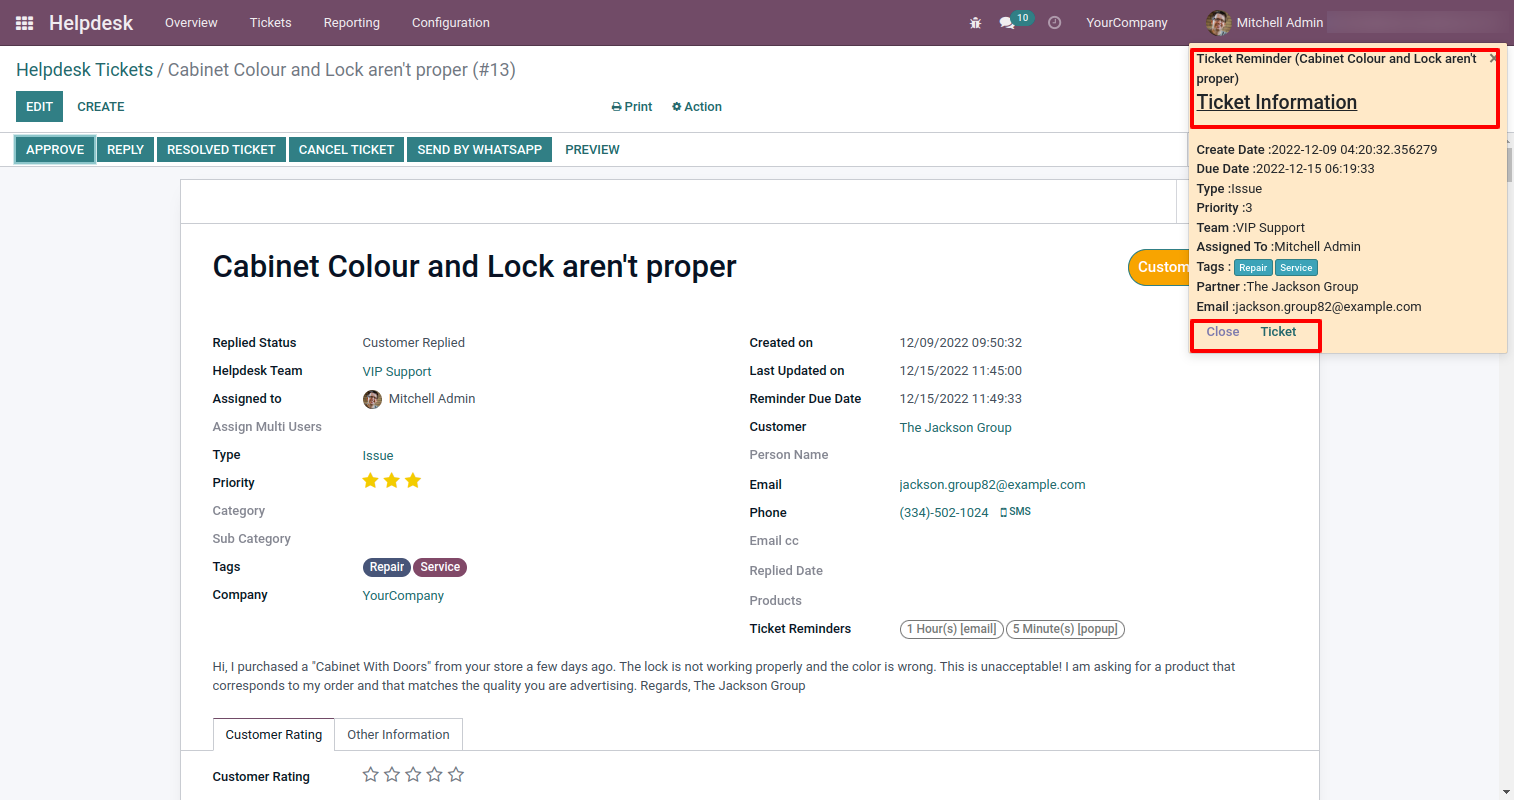 Helpdesk Overview Tickets Reporting Configuration 10 YourCompany Mitchell Admin
Helpdesk Tickets / Cabinet Colour and Lock aren't proper (#13)
EDIT CREATE Print Action
APPROVE REPLY RESOLVED TICKET CANCEL TICKET SEND BY WHATSAPP PREVIEW
Ticket Reminder (Cabinet Colour and Lock aren't
proper)
Ticket Information
Create Date :2022-12-09 04:20:32.356279
Due Date :2022-12-15 06:19:33
Type :Issue
Priority :3
Team :VIP Support
Assigned To :Mitchell Admin
Tags : Repair Service
Partner :The Jackson Group
Email :jackson.group82@example.com
Close Ticket
Cabinet Colour and Lock aren't proper
Custom
Replied Status Customer Replied
Helpdesk Team VIP Support
Assigned to Mitchell Admin
Assign Multi Users
Type Issue
Priority
Category
Sub Category
Tags Repair Service
Company YourCompany
Created on 12/09/2022 09:50:32
Last Updated on 12/15/2022 11:45:00
Reminder Due Date 12/15/2022 11:49:33
Customer The Jackson Group
Person Name
Email jackson.group82@example.com
Phone (334)-502-1024 SMS
Email cc
Replied Date
Products
Ticket Reminders 1 Hour(s) [email] 5 Minute(s) [popup]
Hi, I purchased a "Cabinet With Doors" from your store a few days ago. The lock is not working properly and the color is wrong. This is unacceptable! I am asking for a product that
corresponds to my order and that matches the quality you are advertising. Regards, The Jackson Group
Customer Rating Other Information
Customer Rating